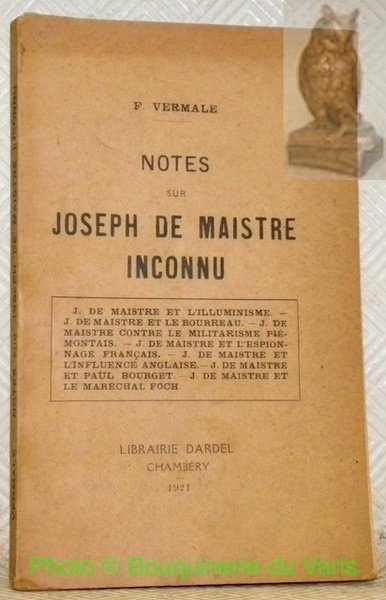 F. VERMALE
NOTES
SUR
JOSEPH DE MAISTRE
INCONNU
J. DE MAISTRE ET L'ILLUMINISME. —
J. DE MAISTRE ET LE BOURREAU. — J. DE
MAISTRE CONTRE LE MILITARISME PIÉ-
MONTAIS. — J. DE MAISTRE ET L'ESPION-
NAGE FRANÇAIS. — J. DE MAISTRE ET
L'INFLUENCE ANGLAISE. — J. DE MAISTRE
ET PAUL BOURGET. — J. DE MAISTRE ET
LE MARÉCHAL FOCH.
LIBRAIRIE DARDEL
CHAMBÉRY
—
1921
Photo © Bouquinerie du Varis